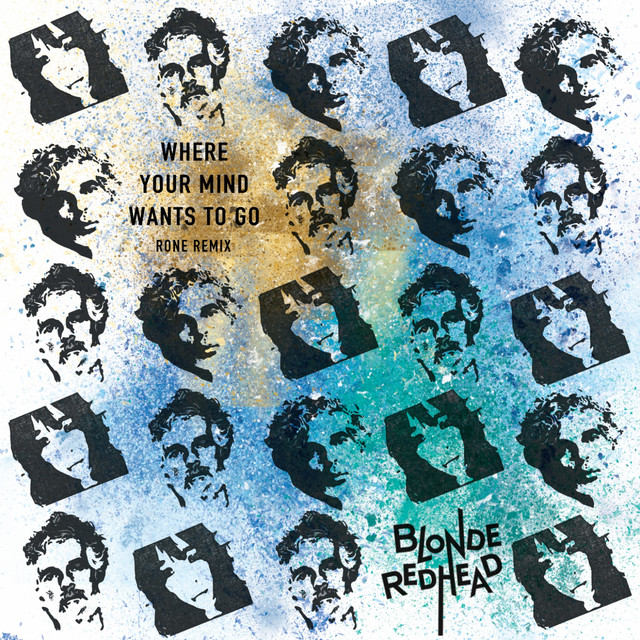 WHERE
YOUR MIND
WANTS TO GO
RONE REMIX
BLONDE
REDHEAD